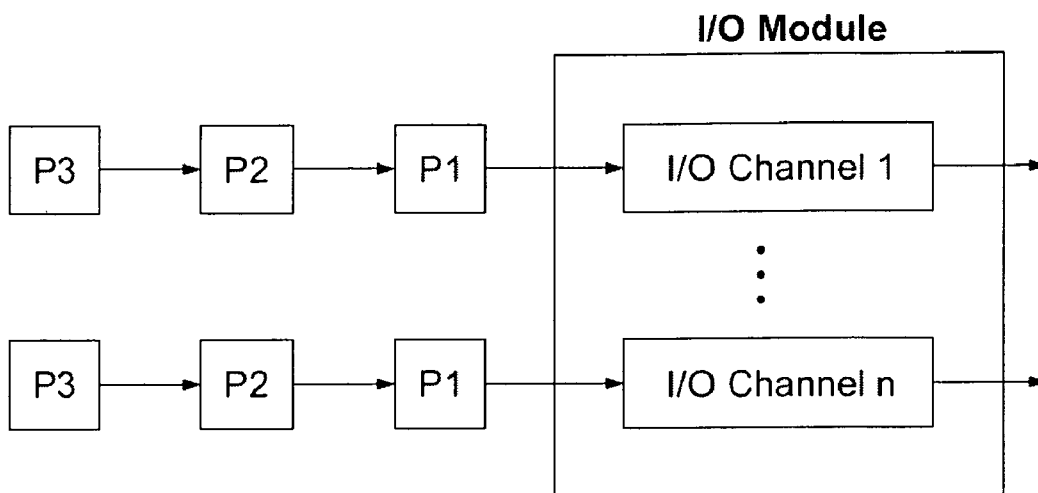 I/O Module
P3 P2 P1 I/O Channel 1
P3 P2 P1 I/O Channel n